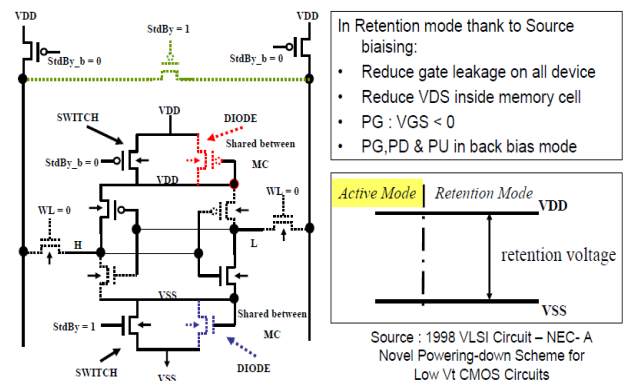 VDD
StdBy = 1
VDD
StdBy_b = 0
StdBy_b = 0
VDD
SWITCH
DIODE
Shared between
MC
StdBy_b= 0
VDD
WL = 0
WL = 0
H
L
VSS
Shared between
MC
StdBy = 1
SWITCH
VSS
DIODE
In Retention mode thank to Source
biaising:
• Reduce gate leakage on all device
• Reduce VDS inside memory cell
• PG : VGS < 0
• PG,PD & PU in back bias mode
Active Mode
Retention Mode
VDD
retention voltage
VSS
Source : 1998 VLSI Circuit – NEC- A
Novel Powering-down Scheme for
Low Vt CMOS Circuits